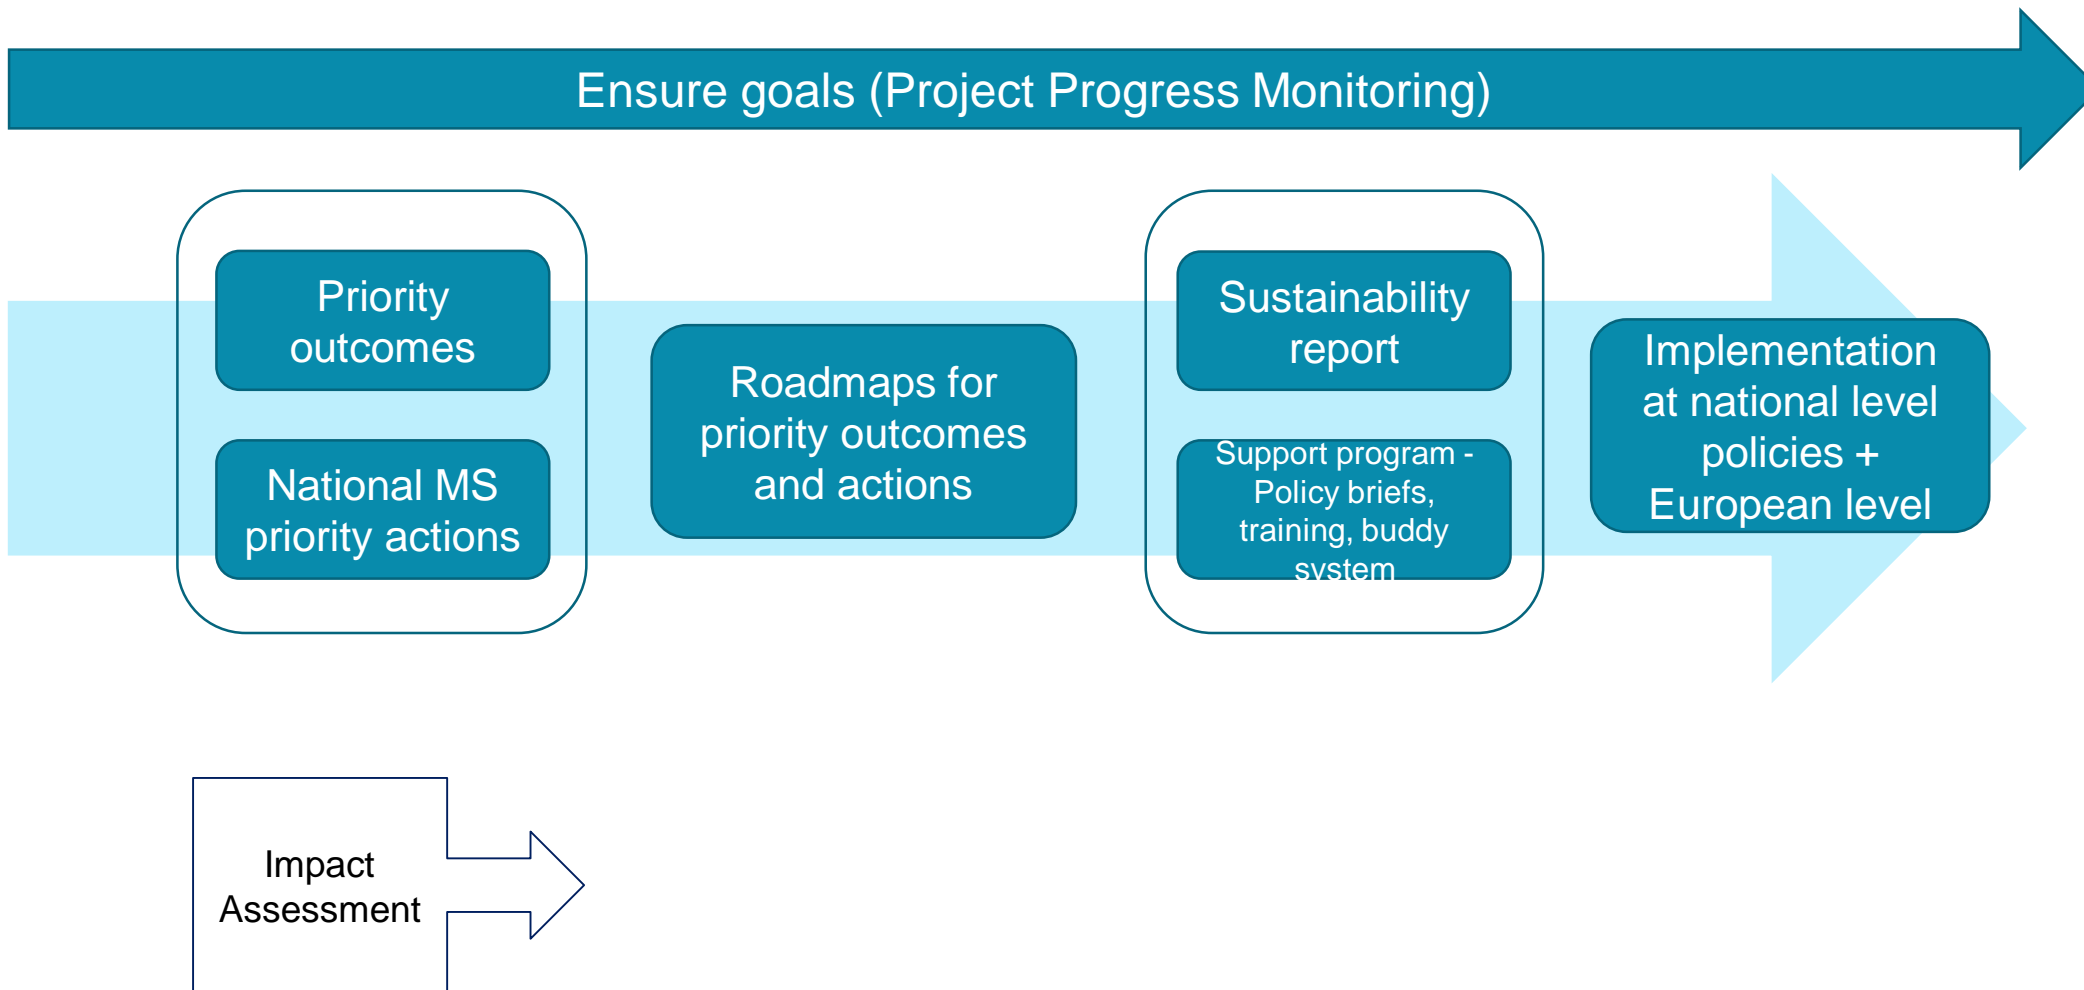 Ensure goals (Project Progress Monitoring)
Priority
outcomes
National MS
priority actions
Roadmaps for
priority outcomes
and actions
Sustainability
report
Support program -
Policy briefs,
training, buddy
system
Implementation
at national level
policies +
European level
Impact
Assessment